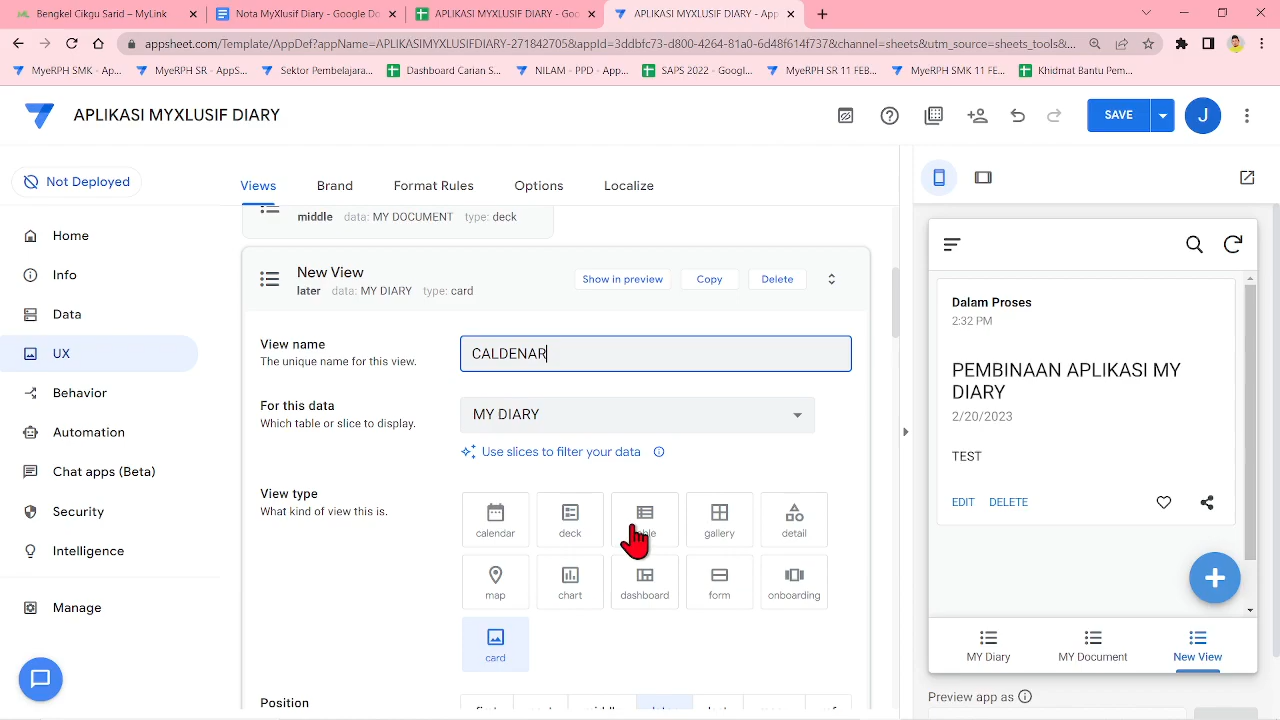 Bengkel Cikgu Sarid – MyLink
Nota MyXlusif - Google Do
APLIKASI MYXLUSIF DIARY - Goo
APLIKASI MYXLUSIF DIARY - App
appsheet.com/Template/AppDef?appName=APLIKASIMYXLUSIFDIARY-271842705&appId=3ddbfc73-d800-4264-81a0-6d48f614f737&channel=sheets&utm_source=sheets_tools&...
MyeRPH SMK - Ap...
MyeRPH SR - AppS...
Sektor Pembelajara...
Dashboard Carian S...
NILAM - PPD - App...
SAPS 2022 - Googl...
MyeRPH SR 11 FEB...
MyeRPH SMK 11 FE...
Khidmat Bantu Pem...
APLIKASI MYXLUSIF DIARY
SAVE
J
Not Deployed
Views
Brand
Format Rules
Options
Localize
Home
Info
Data
UX
Behavior
Automation
Chat apps (Beta)
Security
Intelligence
Manage
middle data: MY DOCUMENT type: deck
New View
later data: MY DIARY type: card
Show in preview
Copy
Delete
View name
The unique name for this view.
CALDENAR
For this data
Which table or slice to display.
MY DIARY
Use slices to filter your data
View type
What kind of view this is.
calendar
deck
gallery
detail
map
chart
dashboard
form
onboarding
card
Position
Dalam Proses
2:32 PM
PEMBINAAN APLIKASI MY
DIARY
2/20/2023
TEST
EDIT DELETE
MY Diary
MY Document
New View
Preview app as